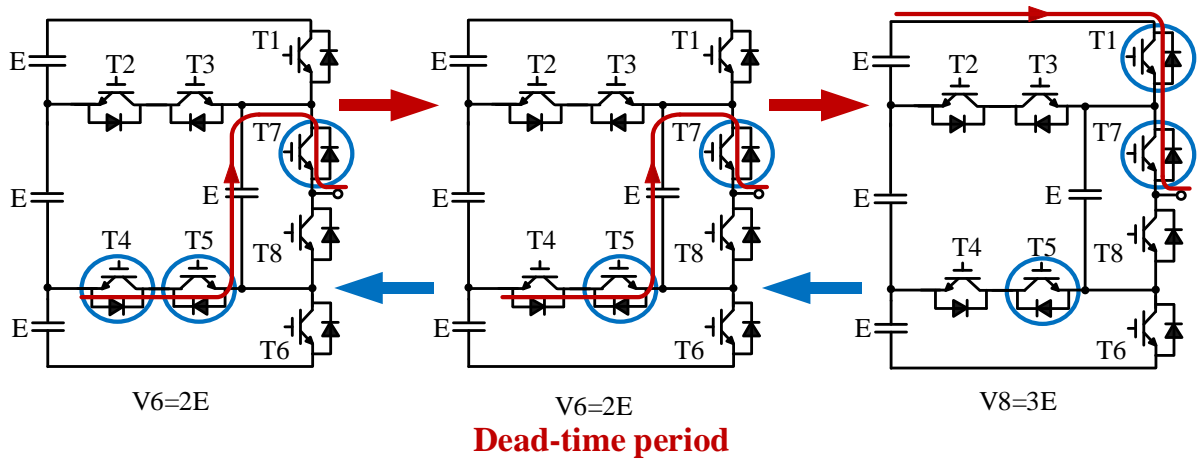 T1
E
T2 T3
T7
E
E
T4 T5
T8
E
T6
V6=2E
T1
E
T2 T3
T7
E
E
T4 T5
T8
E
T6
V6=2E
T1
E
T2 T3
T7
E
E
T4 T5
T8
E
T6
V8=3E
Dead-time period